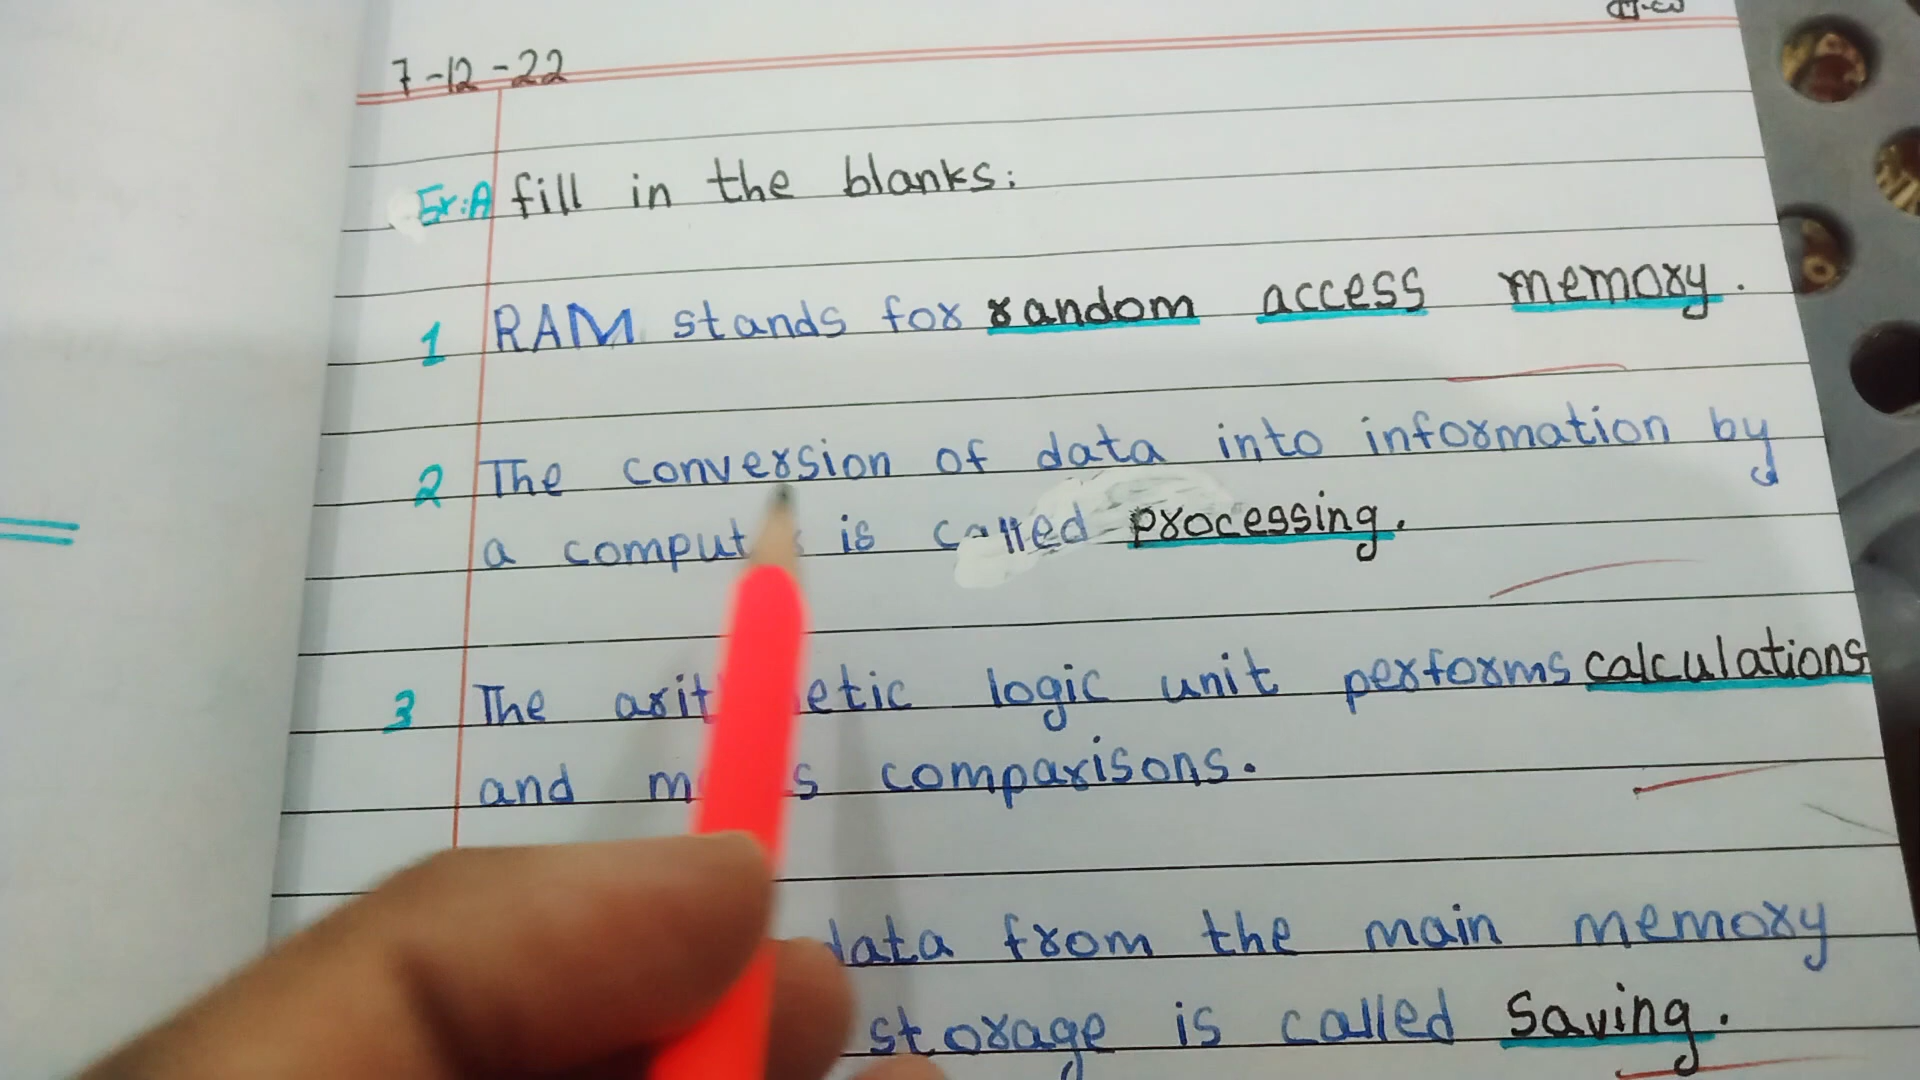 7-12-22
Ex:A fill in the blanks:
1 RAM stands for random access memory.
2 The conversion of data into information by
a is called processing.
3 The logic unit performs calculations
and comparisons.
data from the main memory
storage is called saving.